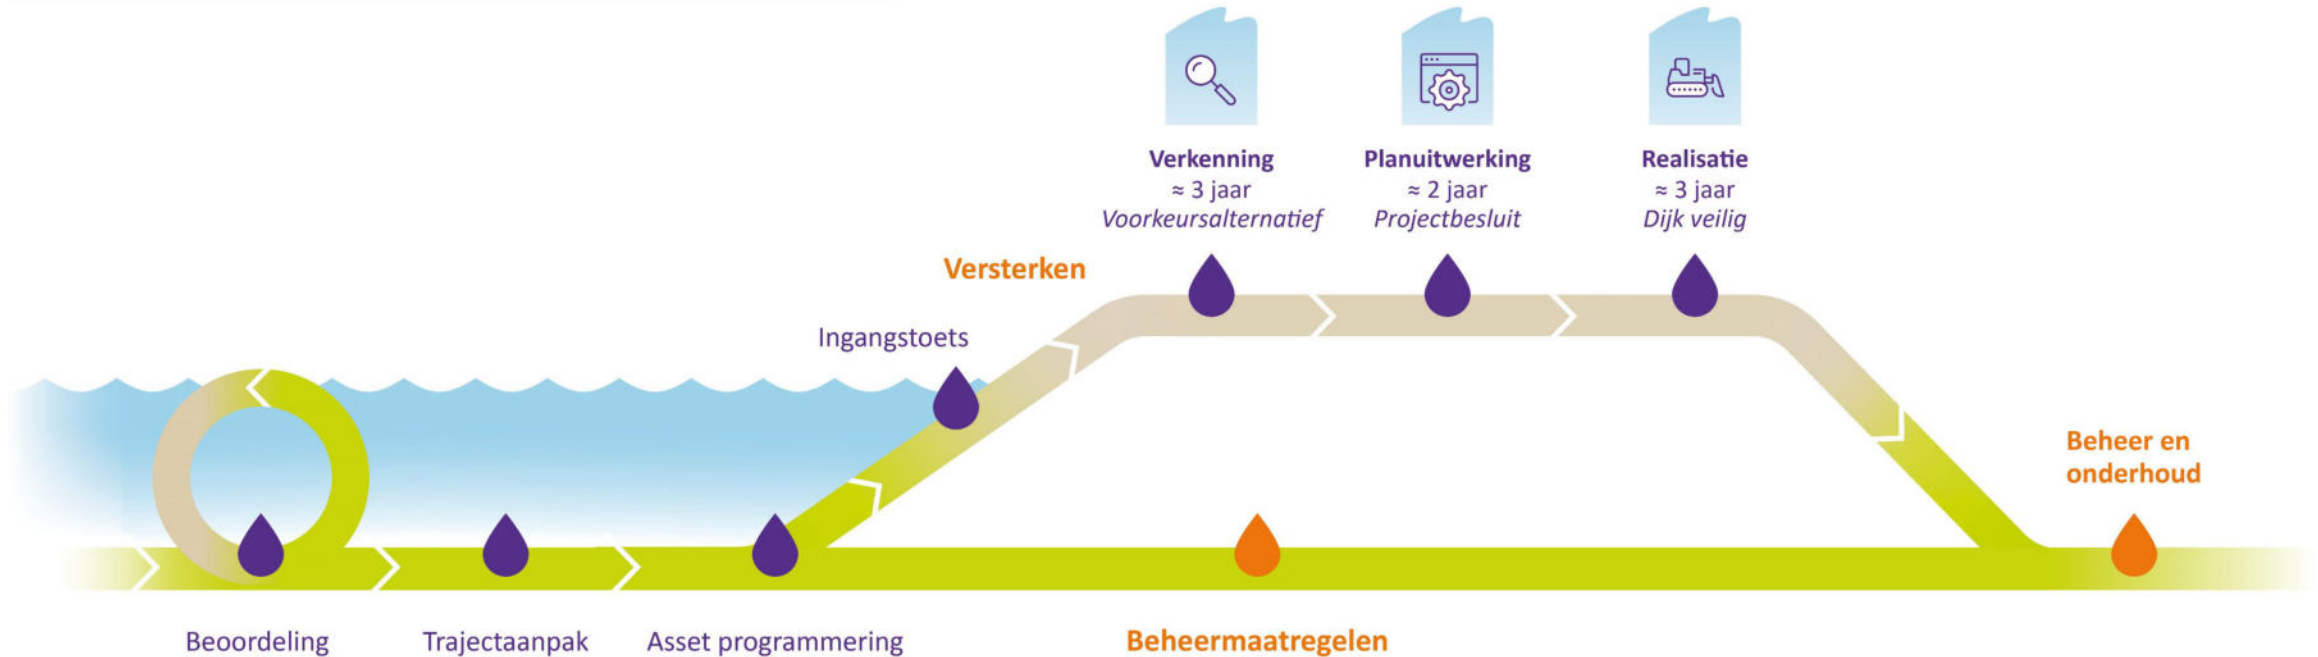 Verkenning
≈ 3 jaar
Voorkeursalternatief
Planuitwerking
≈ 2 jaar
Projectbesluit
Realisatie
≈ 3 jaar
Dijk veilig
Versterken
Ingangstoets
Beheer en
onderhoud
Beoordeling
Trajectaanpak
Asset programmering
Beheermaatregelen